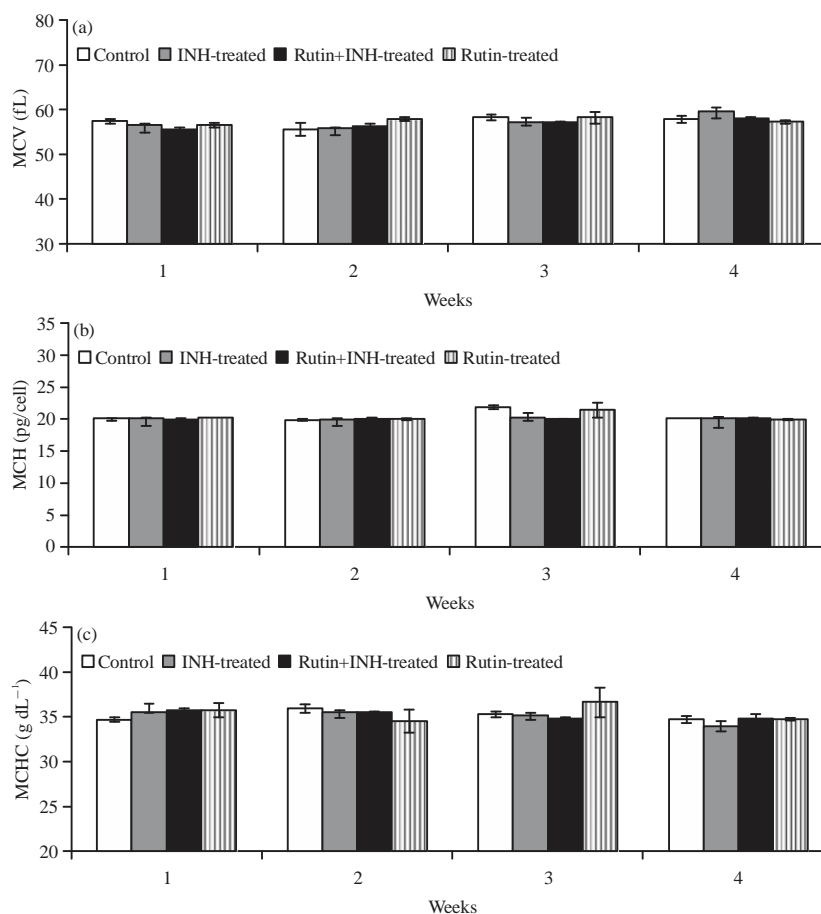 (a)
80
70
60
50
40
30
MCV (fL)
Control INH-treated Rutin+INH-treated Rutin-treated
1 2 3 4
Weeks
(b)
35
30
25
20
15
10
5
0
MCH (pg/cell)
Control INH-treated Rutin+INH-treated Rutin-treated
1 2 3 4
Weeks
(c)
45
40
35
30
25
20
MCHC (g dL⁻¹)
Control INH-treated Rutin+INH-treated Rutin-treated
1 2 3 4
Weeks